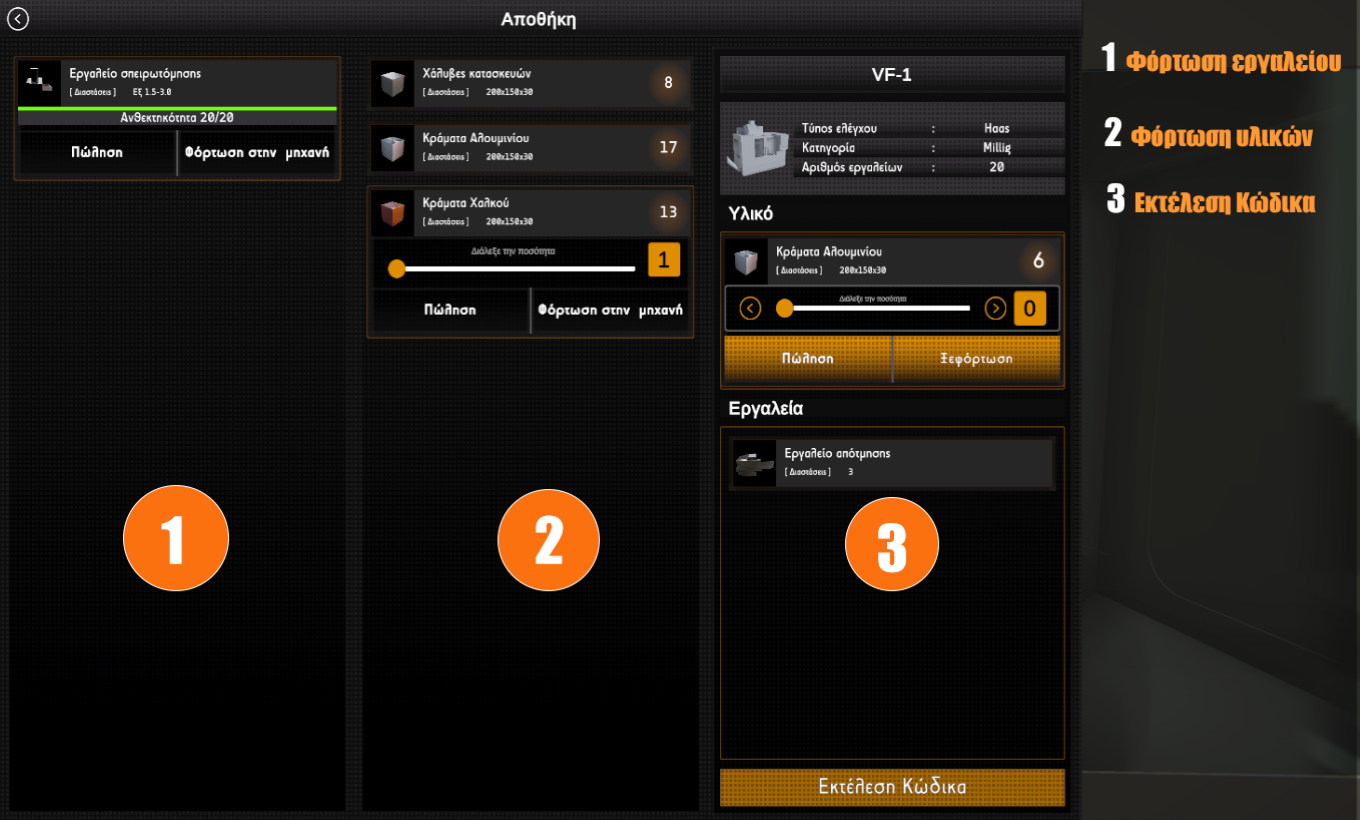 Αποθήκη
Εργαλείο σπειρωτόμησης
[ Διαστάσεις ] Εξ 1.5-3.0
Ανθεκτηκότητα 20/20
Πώληση
Φόρτωση στην μηχανή
1
Χάλυβες κατασκευών
8
[ Διαστάσεις ] 200x150x30
Κράματα Αλουμινίου
17
[ Διαστάσεις ] 200x150x30
Κράματα Χαλκού
13
[ Διαστάσεις ] 200x150x30
Διάλεξε την ποσότητα
1
Πώληση
Φόρτωση στην μηχανή
2
VF-1
Τύπος ελέγχου : Haas
Κατηγορία : Millig
Αριθμός εργαλείων : 20
Υλικό
Κράματα Αλουμινίου
6
[ Διαστάσεις ] 200x150x30
Διάλεξε την ποσότητα
0
Πώληση
Ξεφόρτωση
Εργαλεία
Εργαλείο απότμησης
[ Διαστάσεις ] 3
3
Εκτέλεση Κώδικα
1 Φόρτωση εργαλείου
2 Φόρτωση υλικών
3 Εκτέλεση Κώδικα